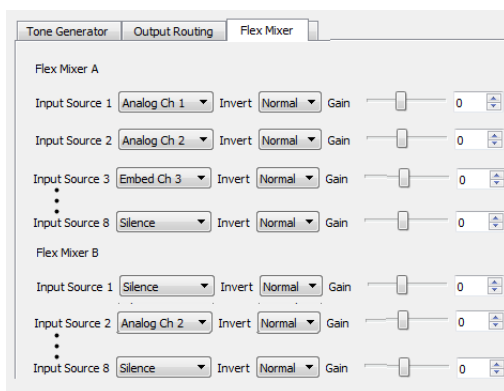 Tone Generator Output Routing Flex Mixer
Flex Mixer A
Input Source 1 Analog Ch 1 Invert Normal Gain 0
Input Source 2 Analog Ch 2 Invert Normal Gain 0
Input Source 3 Embed Ch 3 Invert Normal Gain 0
Input Source 8 Silence Invert Normal Gain 0
Flex Mixer B
Input Source 1 Silence Invert Normal Gain 0
Input Source 2 Analog Ch 2 Invert Normal Gain 0
Input Source 8 Silence Invert Normal Gain 0